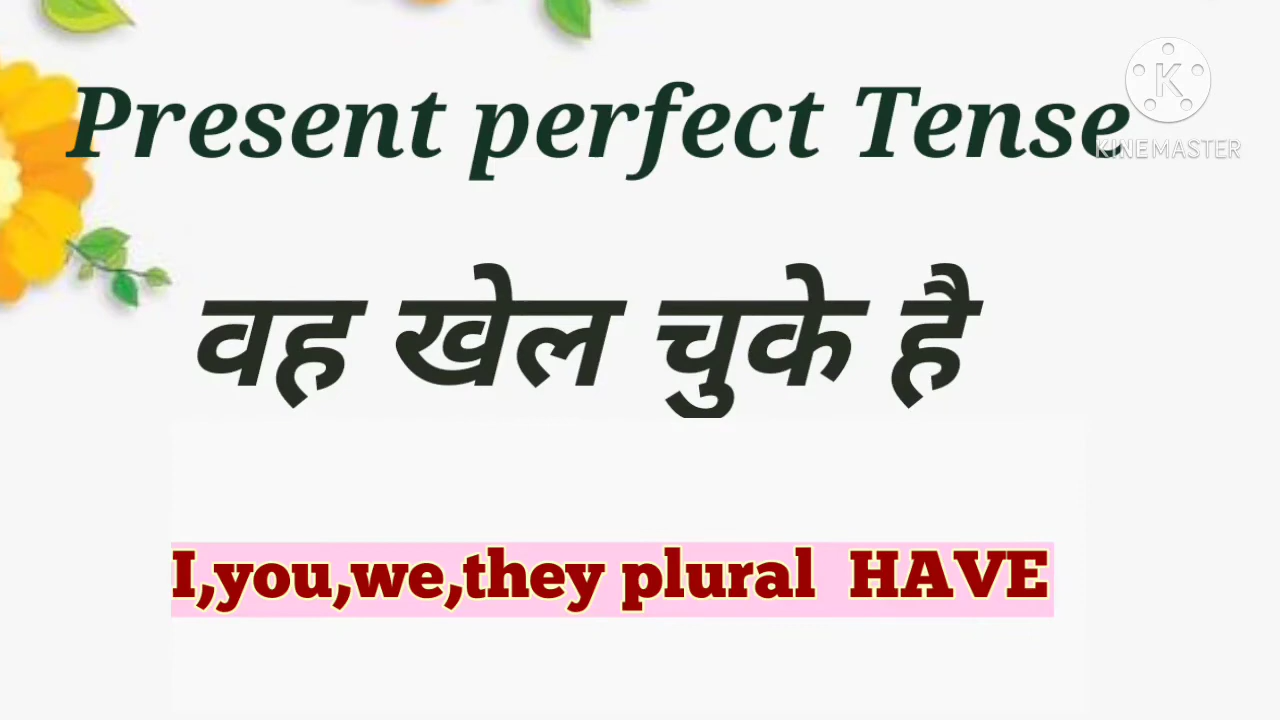 Present perfect Tense
K
KINEMASTER
वह खेल चुके है
I,you,we,they plural HAVE